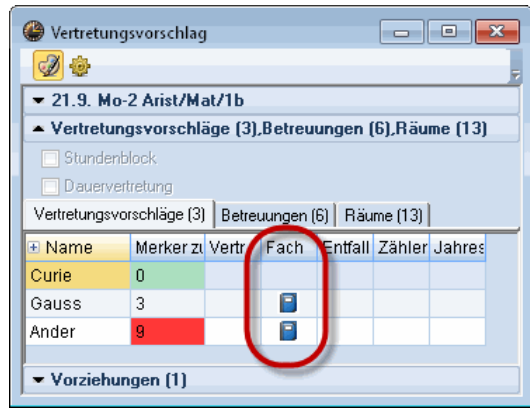 Vertretungsvorschlag
21.9. Mo-2 Arist/Mat/1b
Vertretungsvorschläge (3),Betreuungen (6),Räume (13)
Stundenblock
Dauervertretung
Vertretungsvorschläge (3) Betreuungen (6) Räume (13)
Name Merker zu Vertr Fach Entfall Zähler Jahres
Curie 0
Gauss 3
Ander 9
Vorziehungen (1)